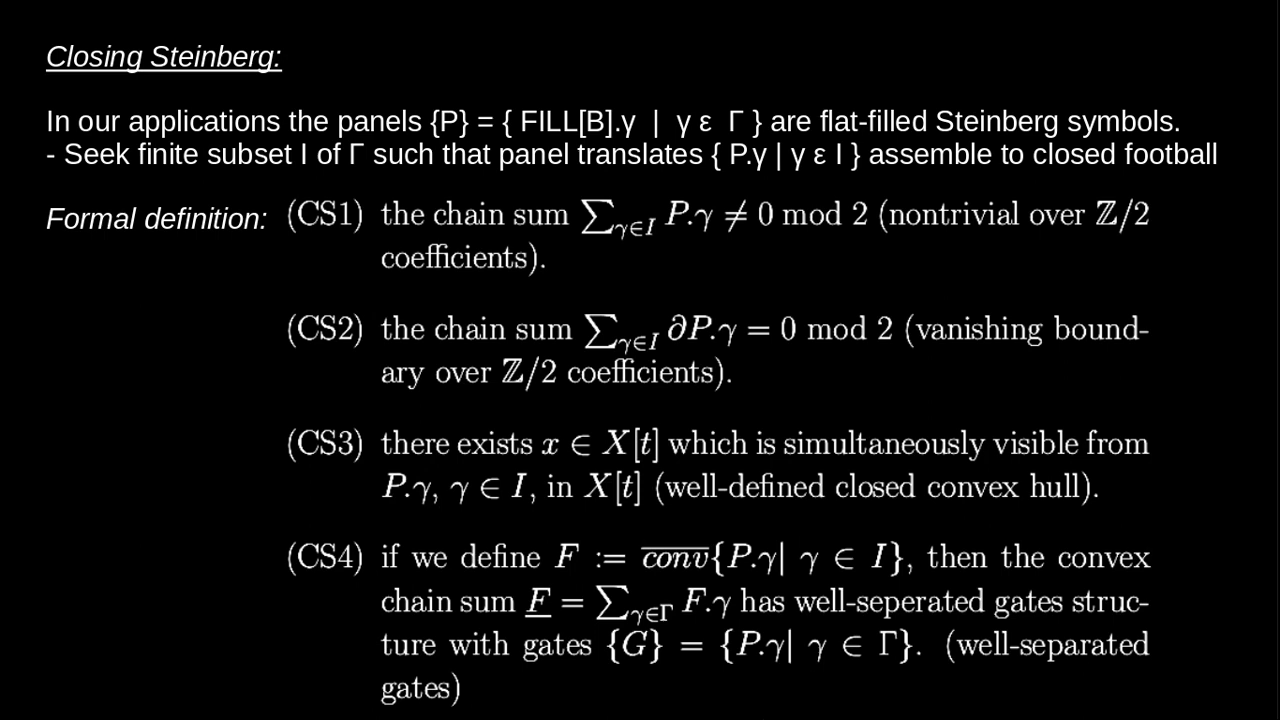 Closing Steinberg:
In our applications the panels {P} = { FILL[B].γ | γ ε Γ } are flat-filled Steinberg symbols.
- Seek finite subset I of Γ such that panel translates { P.γ | γ ε I } assemble to closed football
Formal definition: (CS1) the chain sum ∑_{γ∈I} P.γ ≠ 0 mod 2 (nontrivial over ℤ/2
coefficients).
(CS2) the chain sum ∑_{γ∈I} ∂P.γ = 0 mod 2 (vanishing bound-
ary over ℤ/2 coefficients).
(CS3) there exists x ∈ X[t] which is simultaneously visible from
P.γ, γ ∈ I, in X[t] (well-defined closed convex hull).
(CS4) if we define F := \overline{conv}{P.γ| γ ∈ I}, then the convex
chain sum \underline{F} = ∑_{γ∈Γ} F.γ has well-seperated gates struc-
ture with gates {G} = {P.γ| γ ∈ Γ}. (well-separated
gates)